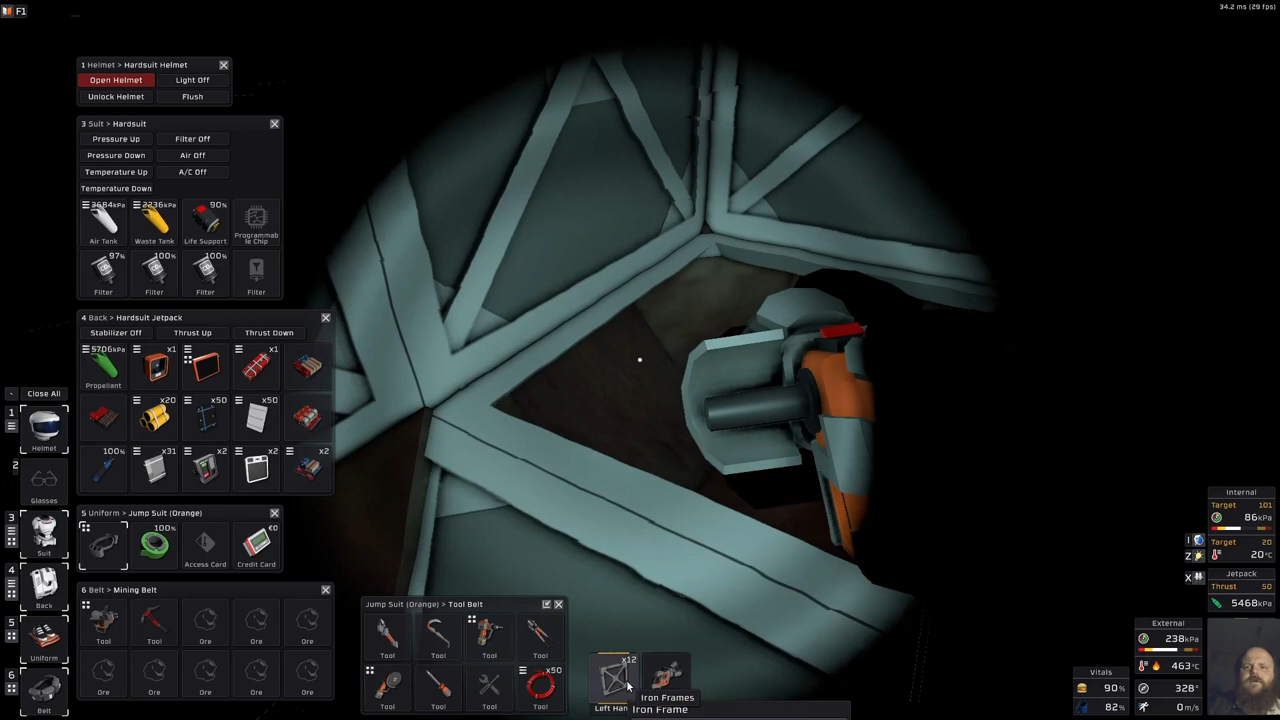 F1
34.2 ms (29 fps)
1 Helmet > Hardsuit Helmet
Open Helmet
Light Off
Unlock Helmet
Flush
3 Suit > Hardsuit
Pressure Up
Filter Off
Pressure Down
Air Off
Temperature Up
A/C Off
Temperature Down
3684kPa
2236kPa
90%
Air Tank
Waste Tank
Life Support
Programmab
le Chip
97%
100%
100%
Filter
Filter
Filter
Filter
4 Back > Hardsuit Jetpack
Stabilizer Off
Thrust Up
Thrust Down
5706kPa
x1
x1
Propellant
x20
x50
x50
100%
x31
x2
x2
x2
- Close All
1
Helmet
2
Glasses
3
Suit
4
Back
5
Uniform
6
Belt
5 Uniform > Jump Suit (Orange)
100%
€0
Access Card
Credit Card
6 Belt > Mining Belt
Tool
Tool
Ore
Ore
Ore
Ore
Ore
Ore
Ore
Ore
Jump Suit (Orange) > Tool Belt
Tool
Tool
Tool
Tool
x50
Tool
Tool
Tool
Tool
x12
Left Han
Iron Frames
Iron Frame
Internal
Target 101
86kPa
Target 20
20°C
I
Z
X
Jetpack
Thrust 50
5468kPa
External
238kPa
463°C
328°
0m/s
Vitals
90%
82%